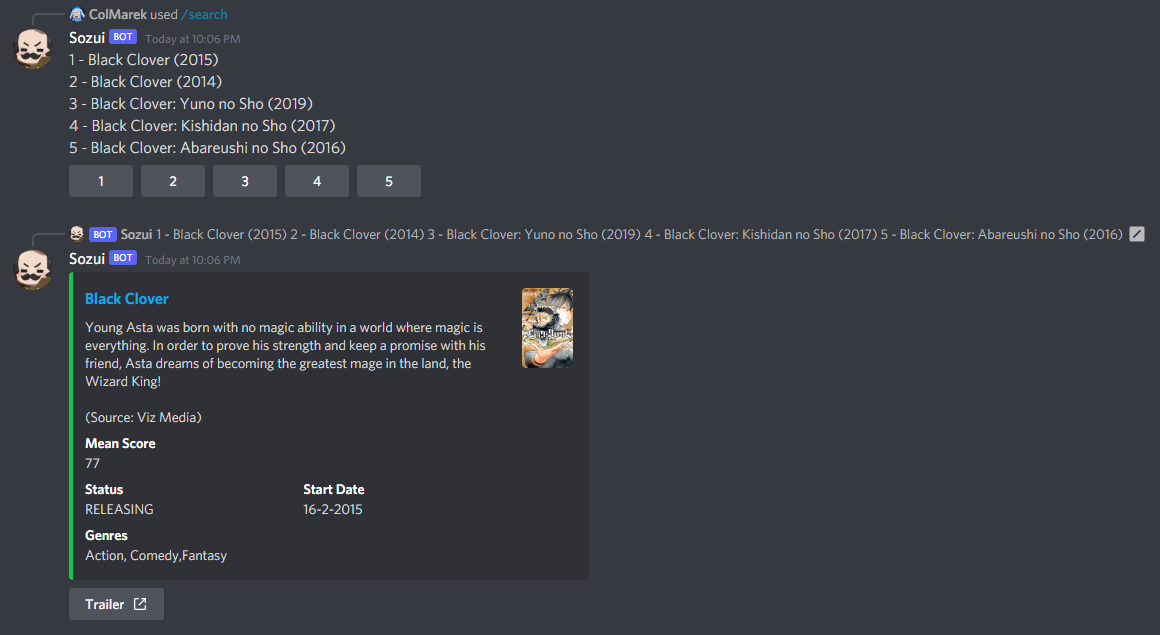 ColMarek used /search
Sozui BOT Today at 10:06 PM
1 - Black Clover (2015)
2 - Black Clover (2014)
3 - Black Clover: Yuno no Sho (2019)
4 - Black Clover: Kishidan no Sho (2017)
5 - Black Clover: Abareushi no Sho (2016)
1 2 3 4 5
BOT Sozui 1 - Black Clover (2015) 2 - Black Clover (2014) 3 - Black Clover: Yuno no Sho (2019) 4 - Black Clover: Kishidan no Sho (2017) 5 - Black Clover: Abareushi no Sho (2016)
Sozui BOT Today at 10:06 PM
Black Clover
Young Asta was born with no magic ability in a world where magic is
everything. In order to prove his strength and keep a promise with his
friend, Asta dreams of becoming the greatest mage in the land, the
Wizard King!
(Source: Viz Media)
Mean Score
77
Status Start Date
RELEASING 16-2-2015
Genres
Action, Comedy,Fantasy
Trailer